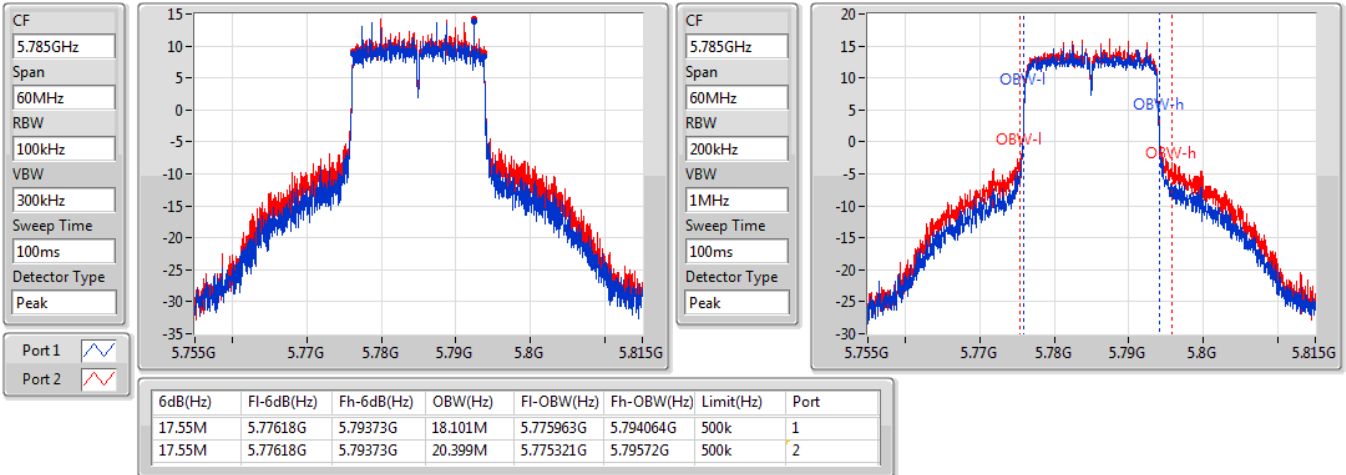 CF
5.785GHz
Span
60MHz
RBW
100kHz
VBW
300kHz
Sweep Time
100ms
Detector Type
Peak
Port 1
Port 2
15
10
5
0
-5
-10
-15
-20
-25
-30
-35
5.755G 5.77G 5.78G 5.79G 5.8G 5.815G
CF
5.785GHz
Span
60MHz
RBW
200kHz
VBW
1MHz
Sweep Time
100ms
Detector Type
Peak
20
15
10
5
0
-5
-10
-15
-20
-25
-30
OBW-l
OBW-h
OBW-l
OBW-h
5.755G 5.77G 5.78G 5.79G 5.8G 5.815G
6dB(Hz) Fl-6dB(Hz) Fh-6dB(Hz) OBW(Hz) Fl-OBW(Hz) Fh-OBW(Hz) Limit(Hz) Port
17.55M 5.77618G 5.79373G 18.101M 5.775963G 5.794064G 500k 1
17.55M 5.77618G 5.79373G 20.399M 5.775321G 5.79572G 500k 2